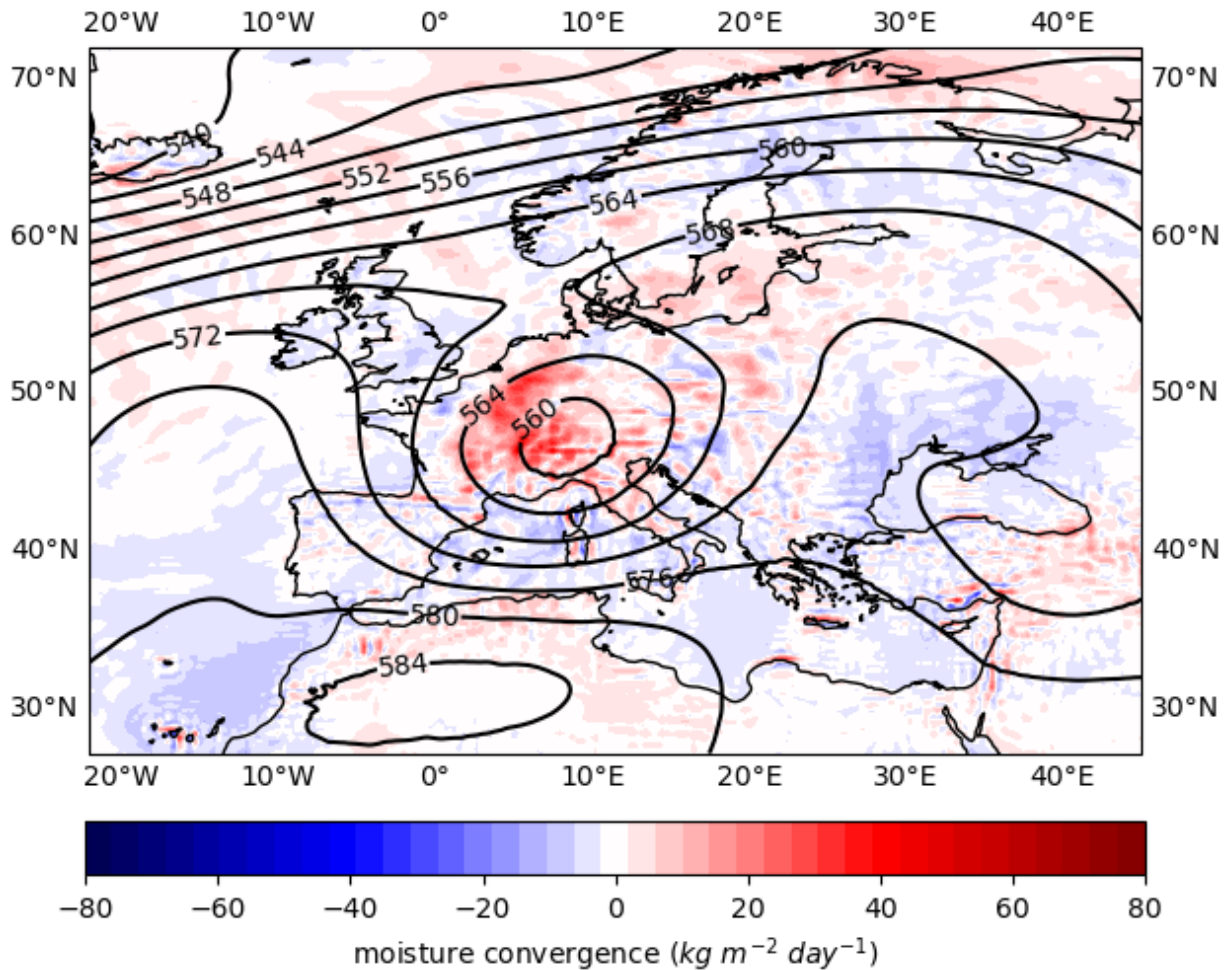 20°W 10°W 0° 10°E 20°E 30°E 40°E
70°N 70°N
540
544
560
552
548 556
564
60°N 568 60°N
572
50°N 50°N
564
560
40°N 40°N
576
580
584
30°N 30°N
20°W 10°W 0° 10°E 20°E 30°E 40°E
−80 −60 −40 −20 0 20 40 60 80
moisture convergence (kg m⁻² day⁻¹)